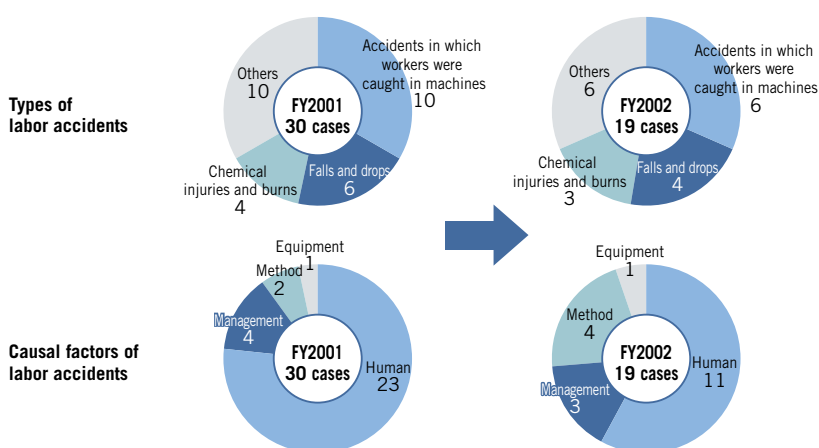 Types of
labor accidents
Others
10
Accidents in which
workers were
caught in machines
10
FY2001
30 cases
Chemical
injuries and burns
4
Falls and drops
6
Others
6
Accidents in which
workers were
caught in machines
6
FY2002
19 cases
Chemical
injuries and burns
3
Falls and drops
4
Causal factors of
labor accidents
Equipment
1
Method
2
Management
4
FY2001
30 cases
Human
23
Equipment
1
Method
4
Management
3
FY2002
19 cases
Human
11